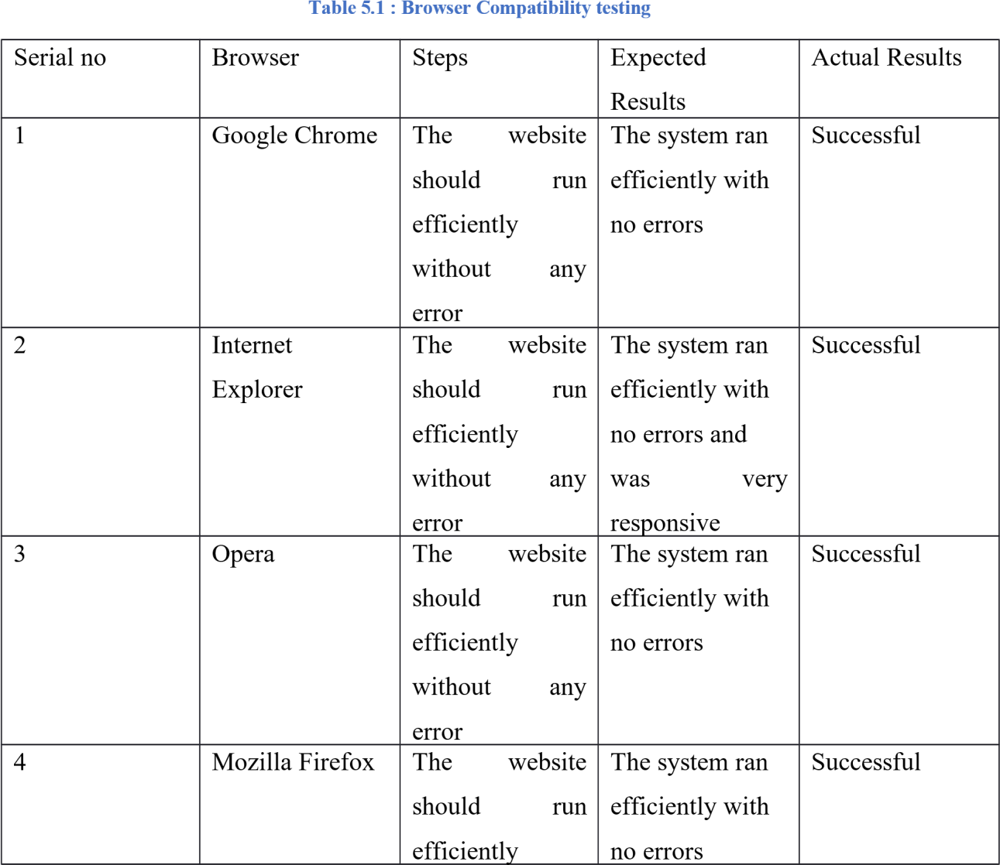 Table 5.1 : Browser Compatibility testing
Serial no
Browser
Steps
Expected
Results
Actual Results
1
Google Chrome
The website
should run
efficiently
without any
error
The system ran
efficiently with
no errors
Successful
2
Internet
Explorer
The website
should run
efficiently
without any
error
The system ran
efficiently with
no errors and
was very
responsive
Successful
3
Opera
The website
should run
efficiently
without any
error
The system ran
efficiently with
no errors
Successful
4
Mozilla Firefox
The website
should run
efficiently
The system ran
efficiently with
no errors
Successful